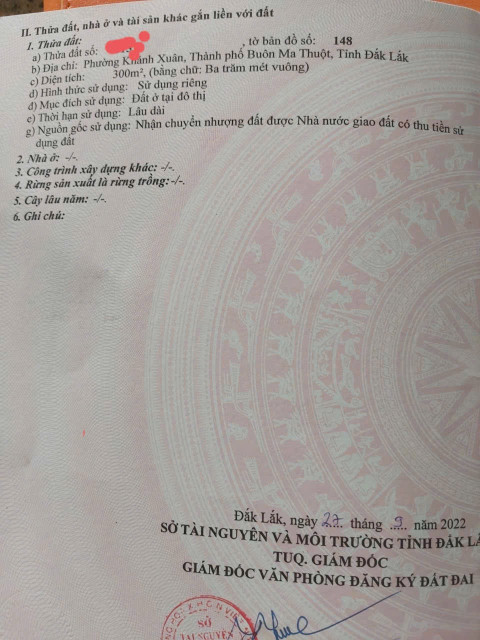 II. Thửa đất, nhà ở và tài sản khác gắn liền với đất
1. Thửa đất:
a) Thửa đất số: , tờ bản đồ số: 148
b) Địa chỉ: Phường Khánh Xuân, Thành phố Buôn Ma Thuột, Tỉnh Đắk Lắk
c) Diện tích: 300m², (bằng chữ: Ba trăm mét vuông)
d) Hình thức sử dụng: Sử dụng riêng
đ) Mục đích sử dụng: Đất ở tại đô thị
e) Thời hạn sử dụng: Lâu dài
g) Nguồn gốc sử dụng: Nhận chuyển nhượng đất được Nhà nước giao đất có thu tiền sử
dụng đất
2. Nhà ở: -/-.
3. Công trình xây dựng khác: -/-.
4. Rừng sản xuất là rừng trồng:-/-.
5. Cây lâu năm: -/-.
6. Ghi chú:
Đắk Lắk, ngày 27 tháng 9 năm 2022
SỞ TÀI NGUYÊN VÀ MÔI TRƯỜNG TỈNH ĐẮK LẮ
TUQ. GIÁM ĐỐC
GIÁM ĐỐC VĂN PHÒNG ĐĂNG KÝ ĐẤT ĐAI
SỞ
TÀI NGUYÊN